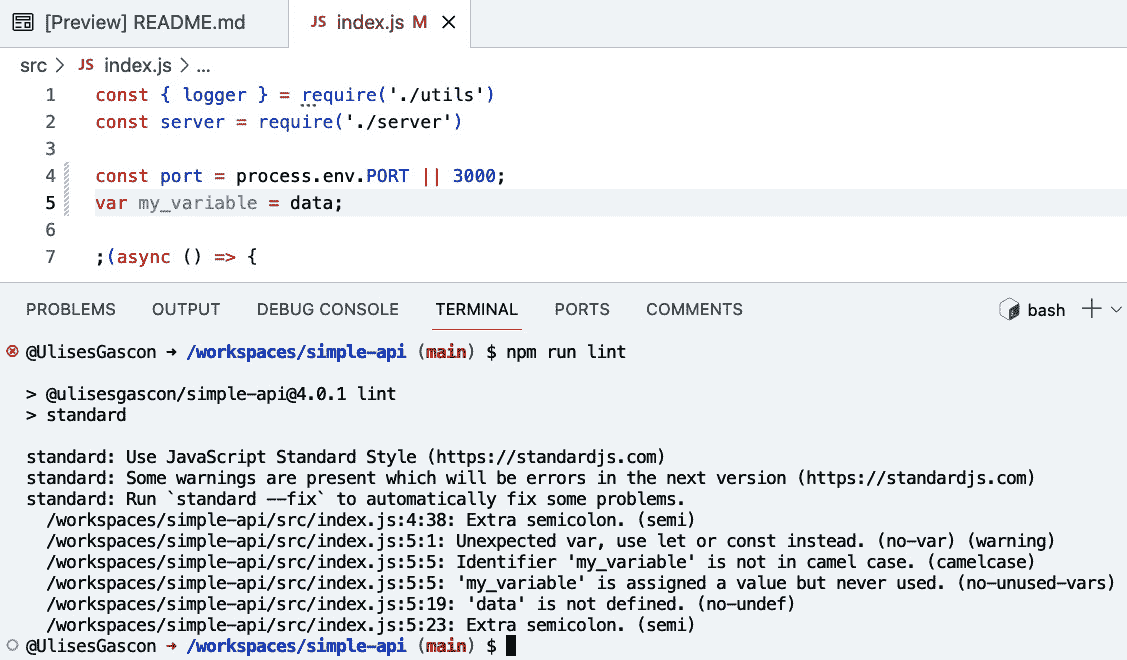 [Preview] README.md JS index.js M
src > JS index.js > ...
1 const { logger } = require('./utils')
2 const server = require('./server')
3
4 const port = process.env.PORT || 3000;
5 var my_variable = data;
6
7 ;(async () => {
PROBLEMS OUTPUT DEBUG CONSOLE TERMINAL PORTS COMMENTS bash
@UlisesGascon → /workspaces/simple-api (main) $ npm run lint
> @ulisesgascon/simple-api@4.0.1 lint
> standard
standard: Use JavaScript Standard Style (https://standardjs.com)
standard: Some warnings are present which will be errors in the next version (https://standardjs.com)
standard: Run `standard --fix` to automatically fix some problems.
/workspaces/simple-api/src/index.js:4:38: Extra semicolon. (semi)
/workspaces/simple-api/src/index.js:5:1: Unexpected var, use let or const instead. (no-var) (warning)
/workspaces/simple-api/src/index.js:5:5: Identifier 'my_variable' is not in camel case. (camelcase)
/workspaces/simple-api/src/index.js:5:5: 'my_variable' is assigned a value but never used. (no-unused-vars)
/workspaces/simple-api/src/index.js:5:19: 'data' is not defined. (no-undef)
/workspaces/simple-api/src/index.js:5:23: Extra semicolon. (semi)
@UlisesGascon → /workspaces/simple-api (main) $